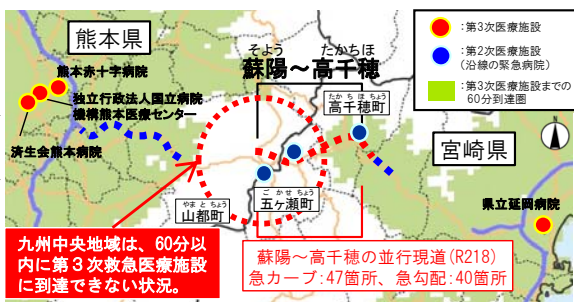 熊本県
そよう たかちほ
蘇陽～高千穂
:第3次医療施設
:第2次医療施設
(沿線の緊急病院)
:第3次医療施設までの
60分到達圏
熊本赤十字病院
独立行政法人国立病院
機構熊本医療センター
済生会熊本病院
たかちほちょう
高千穂町
宮崎県
ごかせちょう
五ヶ瀬町
やまとちょう
山都町
県立延岡病院
九州中央地域は、60分以
内に第3次救急医療施設
に到達できない状況。
蘇陽～高千穂の並行現道(R218)
急カーブ:47箇所、急勾配:40箇所